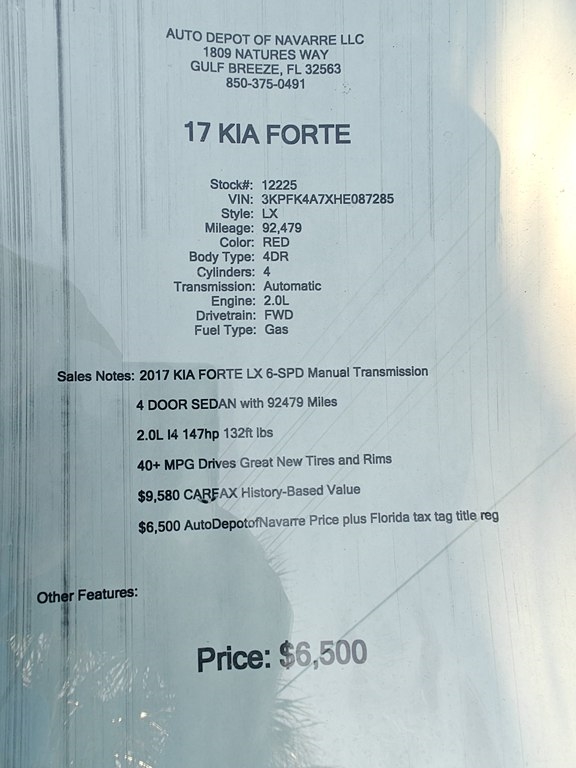 AUTO DEPOT OF NAVARRE LLC
1809 NATURES WAY
GULF BREEZE, FL 32563
850-375-0491
17 KIA FORTE
Stock#: 12225
VIN: 3KPFK4A7XHE087285
Style: LX
Mileage: 92,479
Color: RED
Body Type: 4DR
Cylinders: 4
Transmission: Automatic
Engine: 2.0L
Drivetrain: FWD
Fuel Type: Gas
Sales Notes: 2017 KIA FORTE LX 6-SPD Manual Transmission
4 DOOR SEDAN with 92479 Miles
2.0L I4 147hp 132ft lbs
40+ MPG Drives Great New Tires and Rims
$9,580 CARFAX History-Based Value
$6,500 AutoDepotofNavarre Price plus Florida tax tag title reg
Other Features:
Price: $6,500